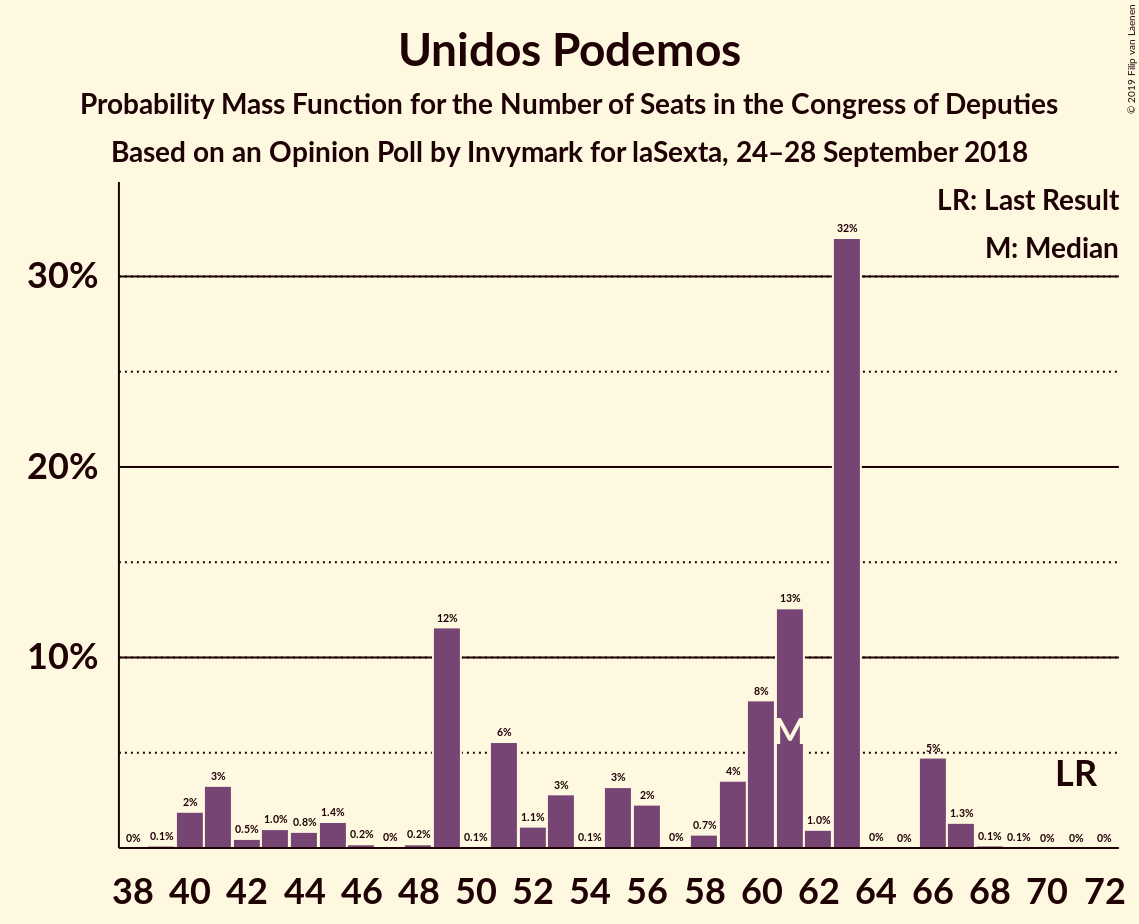 Unidos Podemos
Probability Mass Function for the Number of Seats in the Congress of Deputies
Based on an Opinion Poll by Invymark for laSexta, 24–28 September 2018
© 2019 Filip van Laenen
LR: Last Result
M: Median
30%
20%
10%
0% 0.1% 2% 3% 0.5% 1.0% 0.8% 1.4% 0.2% 0% 0.2% 12% 0.1% 6% 1.1% 3% 0.1% 3% 2% 0% 0.7% 4% 8% 13% 1.0% 32% 0% 0% 5% 1.3% 0.1% 0.1% 0% 0% 0%
M
LR
38 40 42 44 46 48 50 52 54 56 58 60 62 64 66 68 70 72